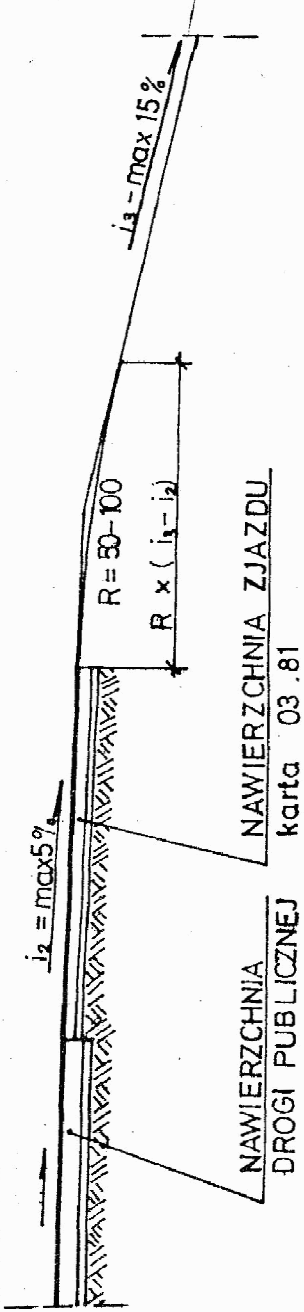 i₂ = max5%
i₃ - max 15%
R = 50-100
R x ( i₃ - i₂)
NAWIERZCHNIA
DROGI PUBLICZNEJ
NAWIERZCHNIA ZJAZDU
karta 03.81